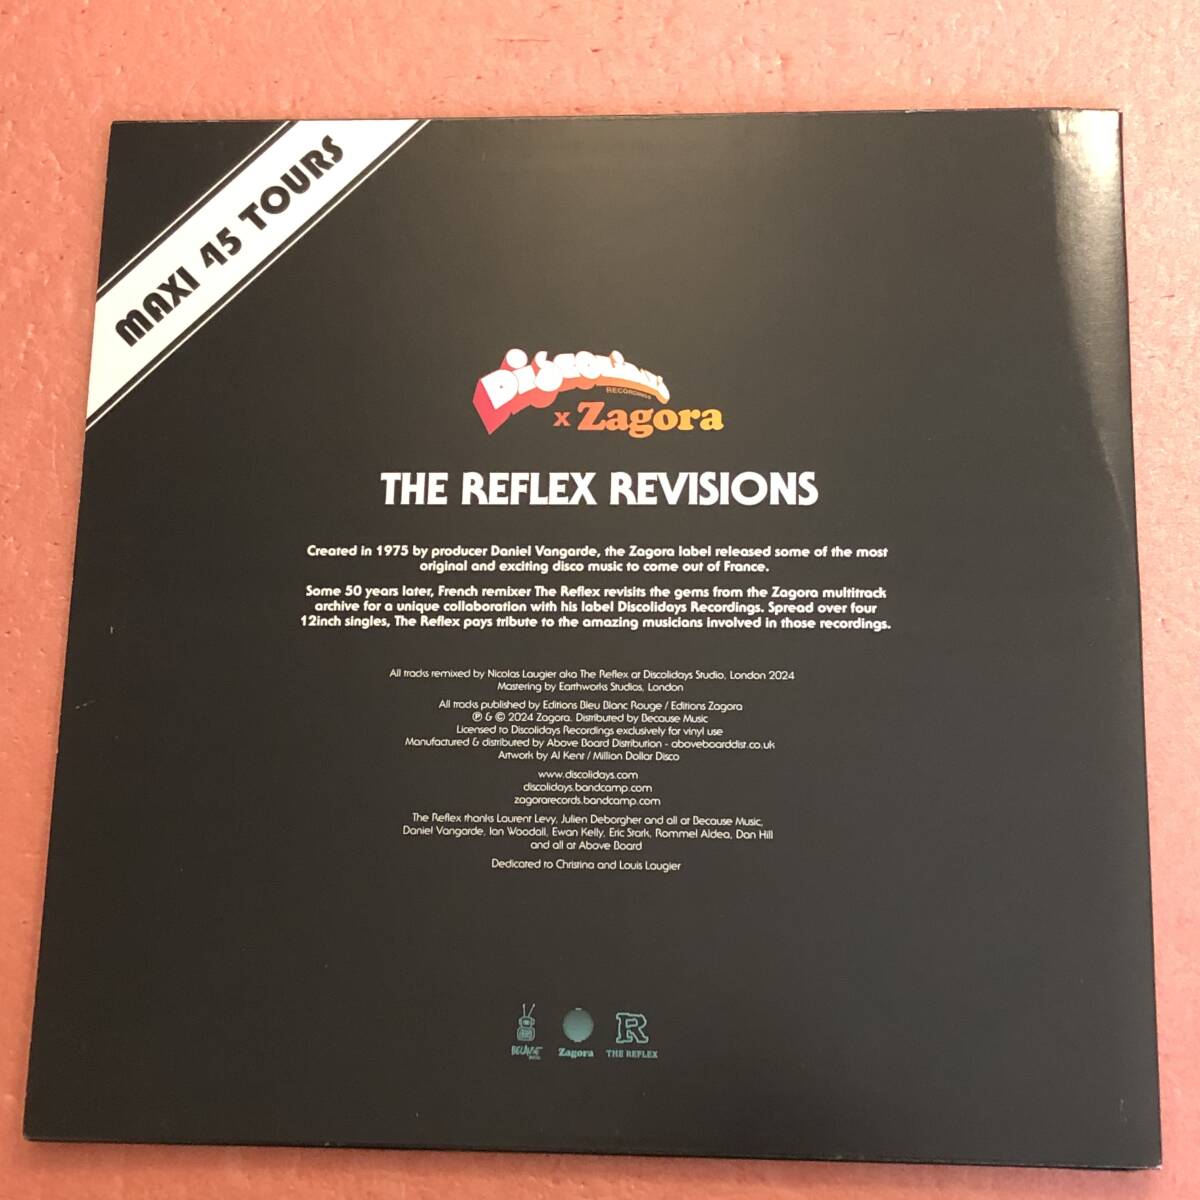 MAXI 45 TOURS
Discolidays
RECORDINGS
x Zagora
THE REFLEX REVISIONS
Created in 1975 by producer Daniel Vangarde, the Zagora label released some of the most
original and exciting disco music to come out of France.
Some 50 years later, French remixer The Reflex revisits the gems from the Zagora multitrack
archive for a unique collaboration with his label Discolidays Recordings. Spread over four
12inch singles, The Reflex pays tribute to the amazing musicians involved in those recordings.
All tracks remixed by Nicolas Laugier aka The Reflex at Discolidays Studio, London 2024
Mastering by Earthworks Studios, London
All tracks published by Editions Bleu Blanc Rouge / Editions Zagora
℗ & © 2024 Zagora. Distributed by Because Music
Licensed to Discolidays Recordings exclusively for vinyl use
Manufactured & distributed by Above Board Distribution - aboveboarddist.co.uk
Artwork by Al Kent / Million Dollar Disco
www.discolidays.com
discolidays.bandcamp.com
zagorarecords.bandcamp.com
The Reflex thanks Laurent Levy, Julien Deborgher and all at Because Music,
Daniel Vangarde, Ian Woodall, Ewan Kelly, Eric Stark, Rommel Aldea, Dan Hill
and all at Above Board
Dedicated to Christina and Louis Laugier
BECAUSE
MUSIC
Zagora
R
THE REFLEX